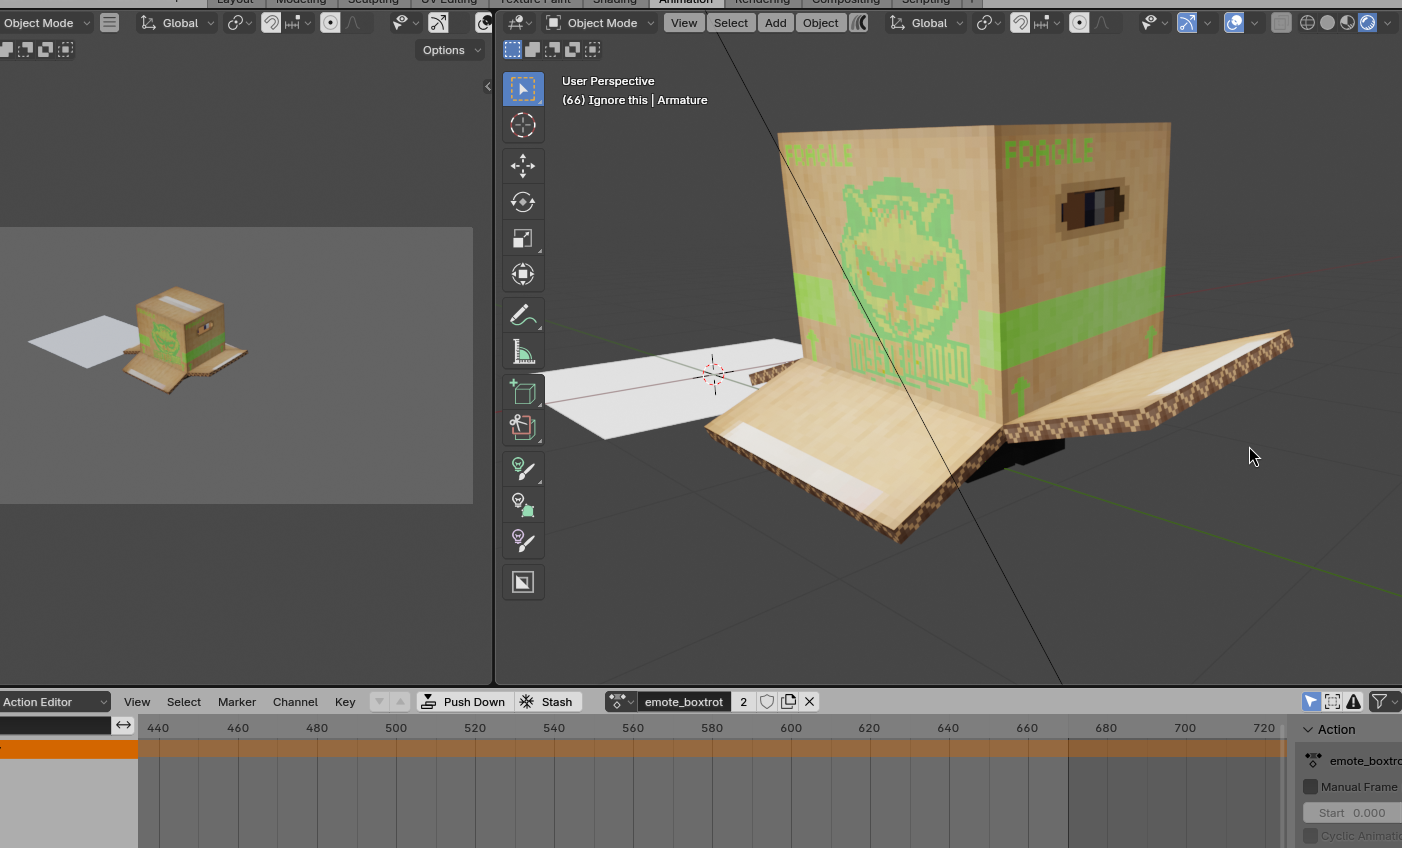 Layout Modeling Sculpting UV Editing Texture Paint Shading Animation Rendering Compositing Scripting +
Object Mode Global
Options
Object Mode View Select Add Object Global
User Perspective
(66) Ignore this | Armature
FRAGILE FRAGILE
Action Editor View Select Marker Channel Key Push Down Stash emote_boxtrot 2
440 460 480 500 520 540 560 580 600 620 640 660 680 700 720
Action
emote_boxtro
Manual Frame
Start 0.000
Cyclic Animatio